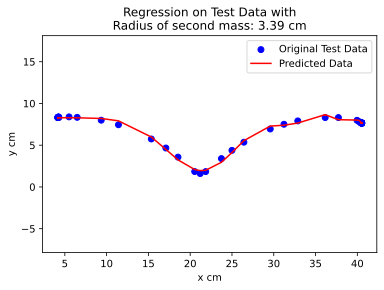 Regression on Test Data with
Radius of second mass: 3.39 cm
Original Test Data
Predicted Data
y cm
15
10
5
0
−5
5
10
15
20
25
30
35
40
x cm